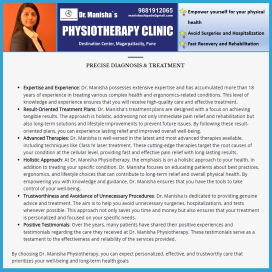 Dr. Manisha's
9881912065
PHYSIOTHERAPY CLINIC
Destination Center, Magarpatta, Pune
Empower yourself for your physical
health
Avoid Surgeries and Hospitalization
Fast Recovery and Rehabilitation
PRECISE DIAGNOSIS & TREATMENT
Expertise and Experience: Dr. Manisha possesses extensive expertise and has accumulated more than 18
years of experience in treating various complex health and ergonomics-related conditions. This level of
knowledge and experience ensures that you will receive high-quality care and effective treatment.
Result-Oriented Treatment Plans: Dr. Manisha's treatment plans are designed with a focus on achieving
tangible results. The approach is holistic, addressing not only immediate pain relief and rehabilitation but
also long-term solutions and lifestyle improvements to prevent future issues. By following these result-
oriented plans, you can experience lasting relief and improved overall well-being.
Advanced Therapies: Dr. Manisha is well-versed in the latest and most advanced therapies available,
including techniques like Class IV laser treatment. These cutting-edge therapies target the root causes of
your condition at the cellular level, providing fast and effective pain relief with long-lasting results.
Holistic Approach: At Dr. Manisha Physiotherapy, the emphasis is on a holistic approach to your health. In
addition to treating your specific condition, Dr. Manisha focuses on educating patients about best practices,
ergonomics, and lifestyle choices that can contribute to long-term relief and overall physical health. By
empowering you with knowledge and guidance, Dr. Manisha ensures that you have the tools to take
control of your well-being.
Trustworthiness and Avoidance of Unnecessary Procedures: Dr. Manisha is dedicated to providing genuine
advice and treatment. The aim is to help you avoid unnecessary surgeries, hospitalizations, and tests
whenever possible. This approach not only saves you time and money but also ensures that your treatment
is personalized and focused on your specific needs.
Positive Testimonials: Over the years, many patients have shared their positive experiences and
testimonials regarding the care they received at Dr. Manisha Physiotherapy. These testimonials serve as a
testament to the effectiveness and reliability of the services provided.
By choosing Dr. Manisha Physiotherapy, you can expect personalized, effective, and trustworthy care that
prioritizes your well-being and long-term health goals